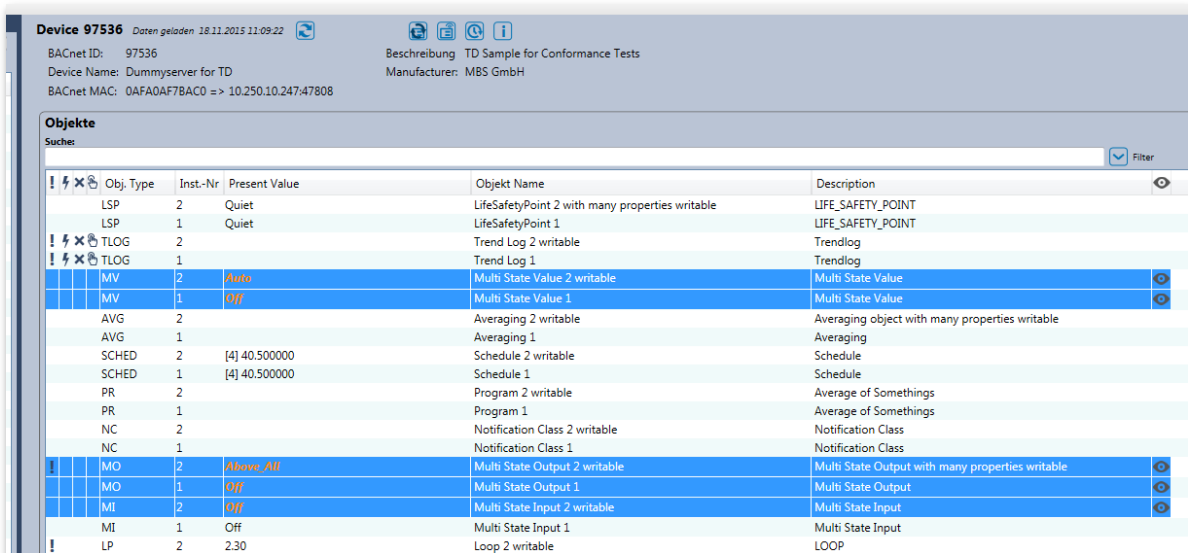 Device 97536 Daten geladen 18.11.2015 11:09:22
BACnet ID: 97536 Beschreibung TD Sample for Conformance Tests
Device Name: Dummyserver for TD Manufacturer: MBS GmbH
BACnet MAC: 0AFA0AF7BAC0 => 10.250.10.247:47808
Objekte
Suche:
Filter
Obj. Type Inst.-Nr Present Value Objekt Name Description
LSP 2 Quiet LifeSafetyPoint 2 with many properties writable LIFE_SAFETY_POINT
LSP 1 Quiet LifeSafetyPoint 1 LIFE_SAFETY_POINT
! TLOG 2 Trend Log 2 writable Trendlog
! TLOG 1 Trend Log 1 Trendlog
MV 2 Auto Multi State Value 2 writable Multi State Value
MV 1 Off Multi State Value 1 Multi State Value
AVG 2 Averaging 2 writable Averaging object with many properties writable
AVG 1 Averaging 1 Averaging
SCHED 2 [4] 40.500000 Schedule 2 writable Schedule
SCHED 1 [4] 40.500000 Schedule 1 Schedule
PR 2 Program 2 writable Average of Somethings
PR 1 Program 1 Average of Somethings
NC 2 Notification Class 2 writable Notification Class
NC 1 Notification Class 1 Notification Class
! MO 2 Above_All Multi State Output 2 writable Multi State Output with many properties writable
MO 1 Off Multi State Output 1 Multi State Output
MI 2 Off Multi State Input 2 writable Multi State Input
MI 1 Off Multi State Input 1 Multi State Input
! LP 2 2.30 Loop 2 writable LOOP